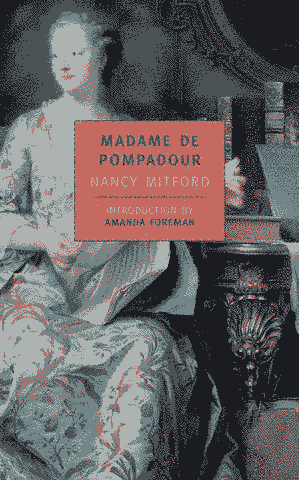 MADAME DE
POMPADOUR
NANCY MITFORD
INTRODUCTION BY
AMANDA FOREMAN